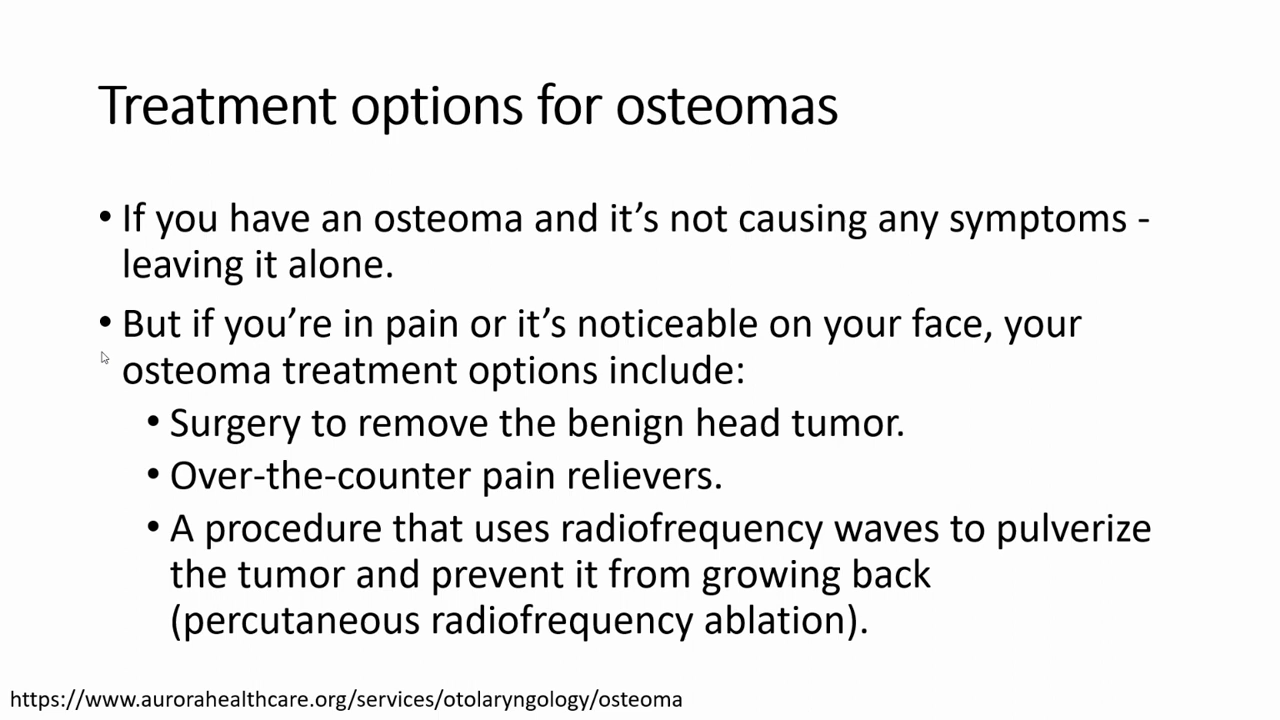 Treatment options for osteomas
• If you have an osteoma and it’s not causing any symptoms -
leaving it alone.
• But if you’re in pain or it’s noticeable on your face, your
osteoma treatment options include:
• Surgery to remove the benign head tumor.
• Over-the-counter pain relievers.
• A procedure that uses radiofrequency waves to pulverize
the tumor and prevent it from growing back
(percutaneous radiofrequency ablation).
https://www.aurorahealthcare.org/services/otolaryngology/osteoma